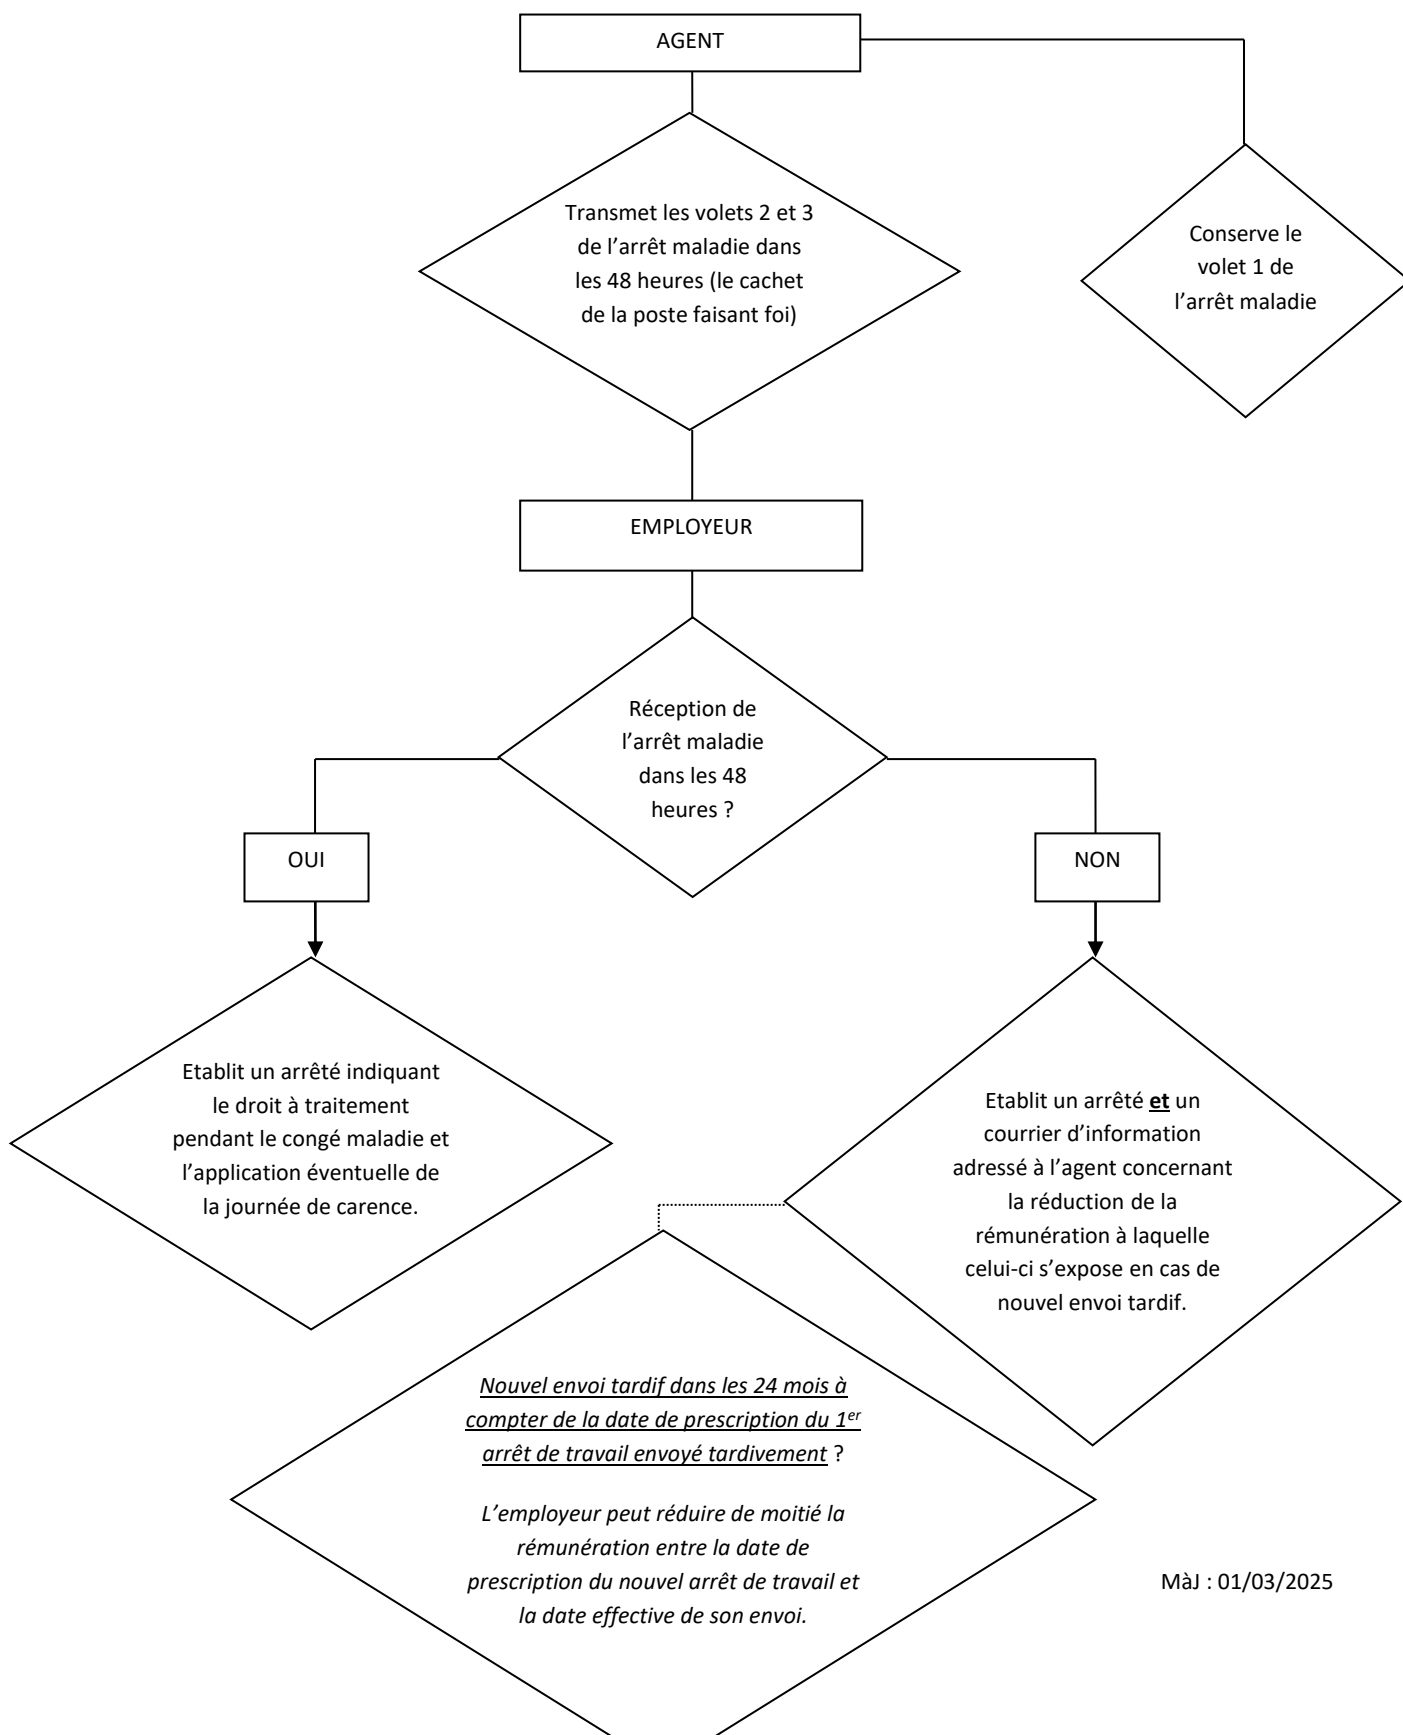 AGENT
Transmet les volets 2 et 3
de l’arrêt maladie dans
les 48 heures (le cachet
de la poste faisant foi)
Conserve le
volet 1 de
l’arrêt maladie
EMPLOYEUR
Réception de
l’arrêt maladie
dans les 48
heures ?
OUI
NON
Etablit un arrêté indiquant
le droit à traitement
pendant le congé maladie et
l’application éventuelle de
la journée de carence.
Etablit un arrêté et un
courrier d’information
adressé à l’agent concernant
la réduction de la
rémunération à laquelle
celui-ci s’expose en cas de
nouvel envoi tardif.
Nouvel envoi tardif dans les 24 mois à
compter de la date de prescription du 1er
arrêt de travail envoyé tardivement ?
L’employeur peut réduire de moitié la
rémunération entre la date de
prescription du nouvel arrêt de travail et
la date effective de son envoi.
MàJ : 01/03/2025